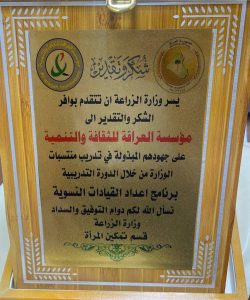 شكر وتقدير
يسر وزارة الزراعة ان تتقدم بوافر
الشكر والتقدير الى
مؤسسة العراقة للثقافة والتنمية
على جهودهم المبذولة في تدريب منتسبات
الوزارة من خلال الدورة التدريبية
برنامج اعداد القيادات النسوية
نسأل الله لكم دوام التوفيق والسداد
وزارة الزراعة
قسم تمكين المرأة